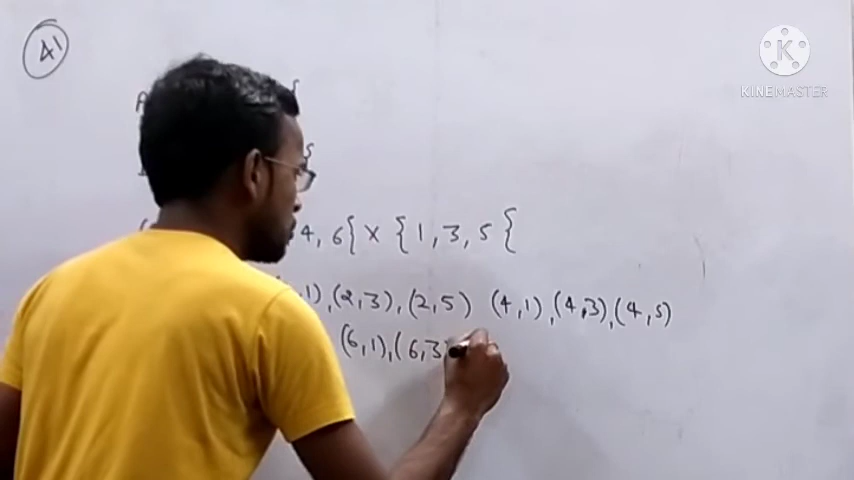 41
KINEMASTER
4, 6{ X { 1, 3, 5 {
, 1), (2, 3), (2, 5) (4, 1), (4, 3), (4, 5)
(6, 1), (6, 3)